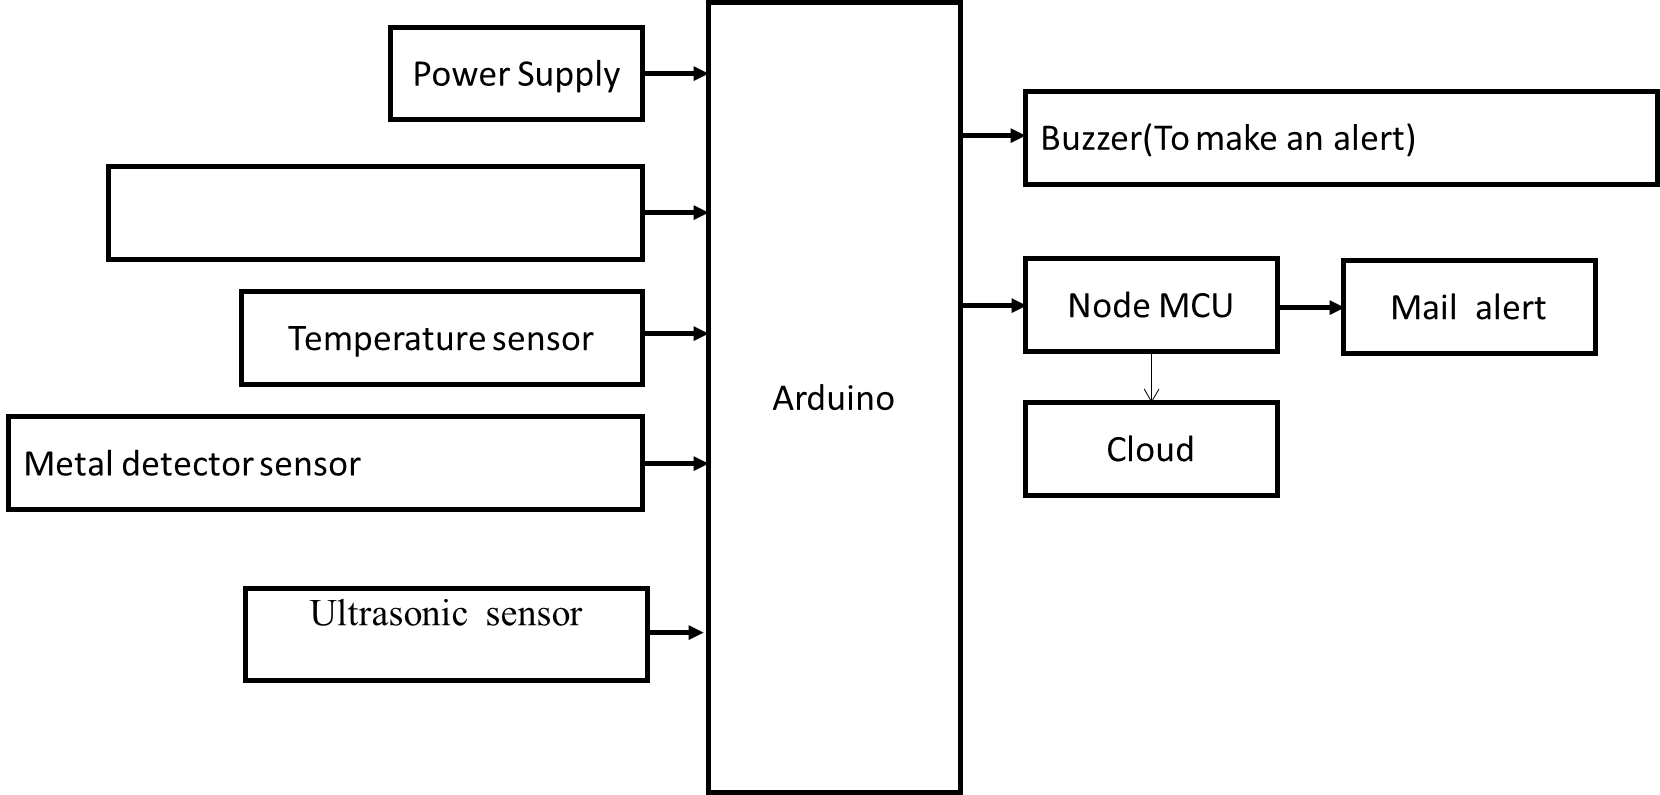 Power Supply
Buzzer(To make an alert)
Node MCU
Mail alert
Temperature sensor
Arduino
Cloud
Metal detector sensor
Ultrasonic sensor